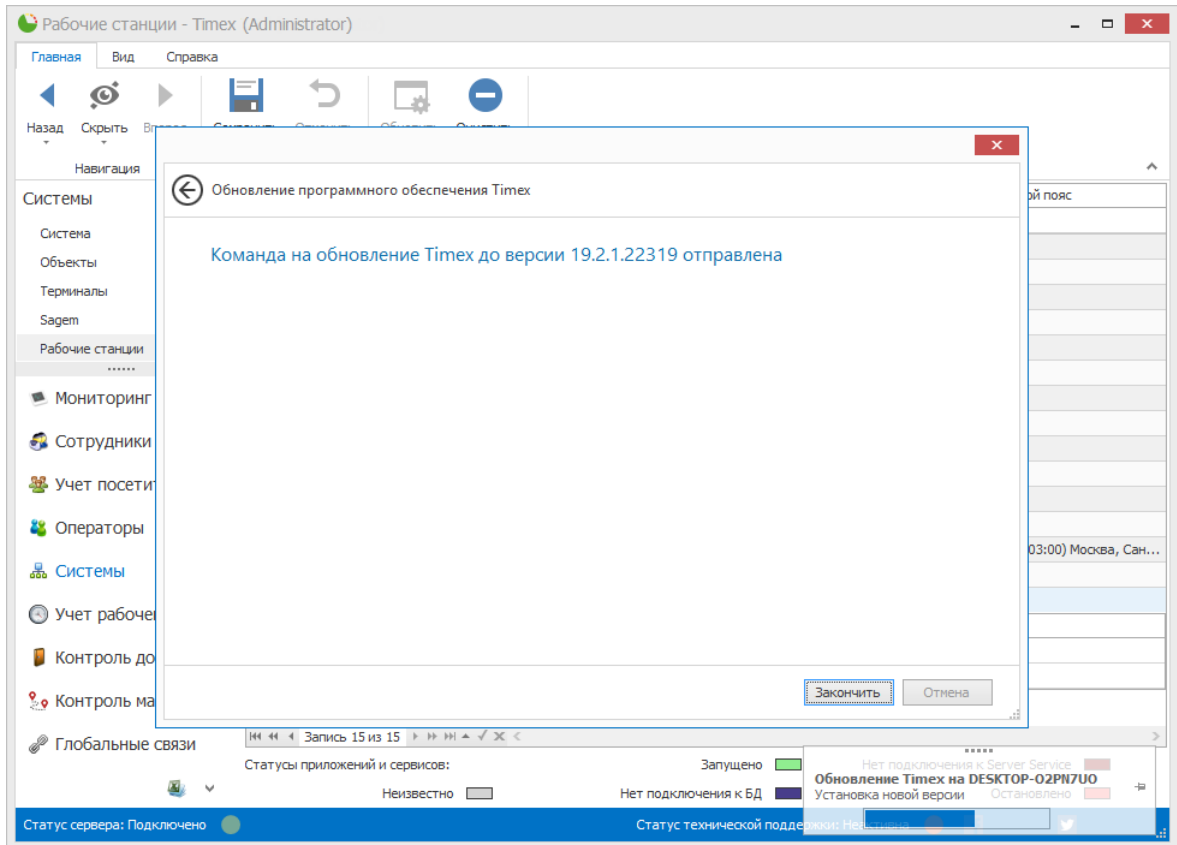 Рабочие станции - Timex (Administrator)
Главная Вид Справка
Назад Скрыть
Навигация
Обновление программного обеспечения Timex
Команда на обновление Timex до версии 19.2.1.22319 отправлена
Закончить Отмена
Системы
Система
Объекты
Терминалы
Sagem
Рабочие станции
Мониторинг
Сотрудники
Учет посети
Операторы
Системы
Учет рабоче
Контроль до
Контроль ма
Глобальные связи
ой пояс
03:00) Москва, Сан...
Запись 15 из 15
Статусы приложений и сервисов:
Запущено
Нет подключения к Server Service
Неизвестно
Нет подключения к БД
Остановлено
Обновление Timex на DESKTOP-O2PN7UO
Установка новой версии
Статус сервера: Подключено
Статус технической поддержки: Неактивна